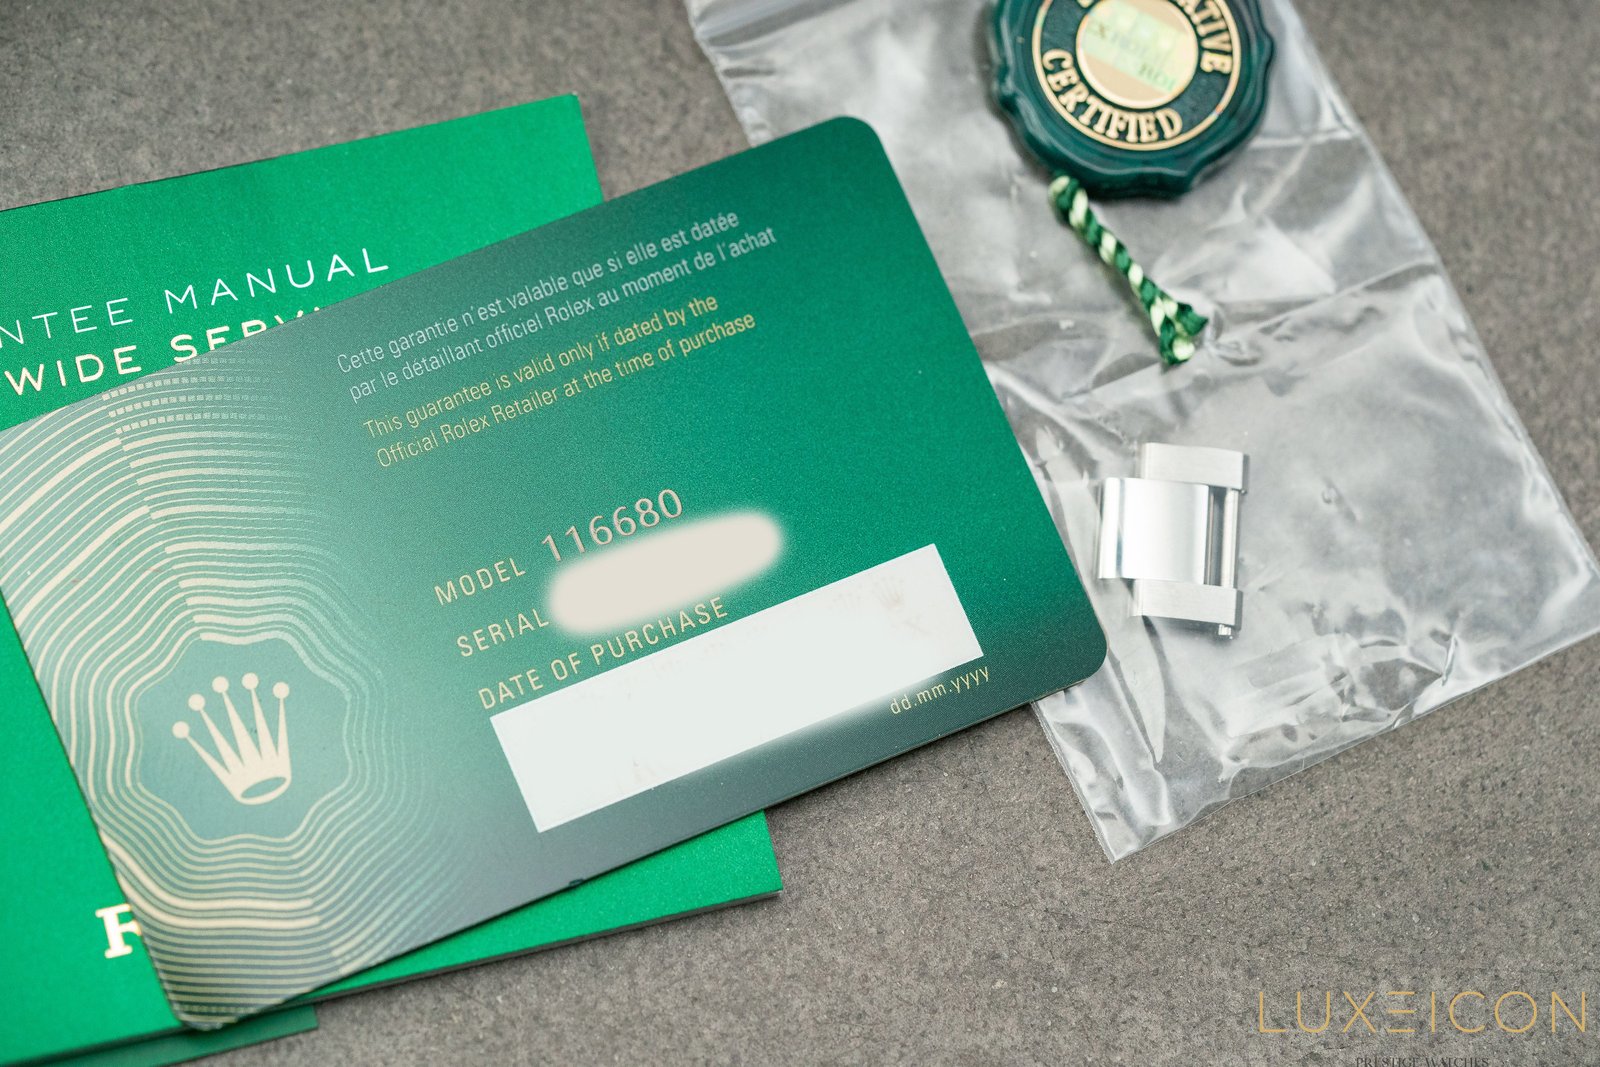 CERTIFIED
MANUAL
WIDE
Cette garantie n'est valable que si elle est datée
par le détaillant officiel Rolex au moment de l'achat
This guarantee is valid only if dated by the
Official Rolex Retailer at the time of purchase
MODEL 116680
SERIAL
DATE OF PURCHASE
dd.mm.yyyy
LUXEICON
PRESTIGE WATCHES